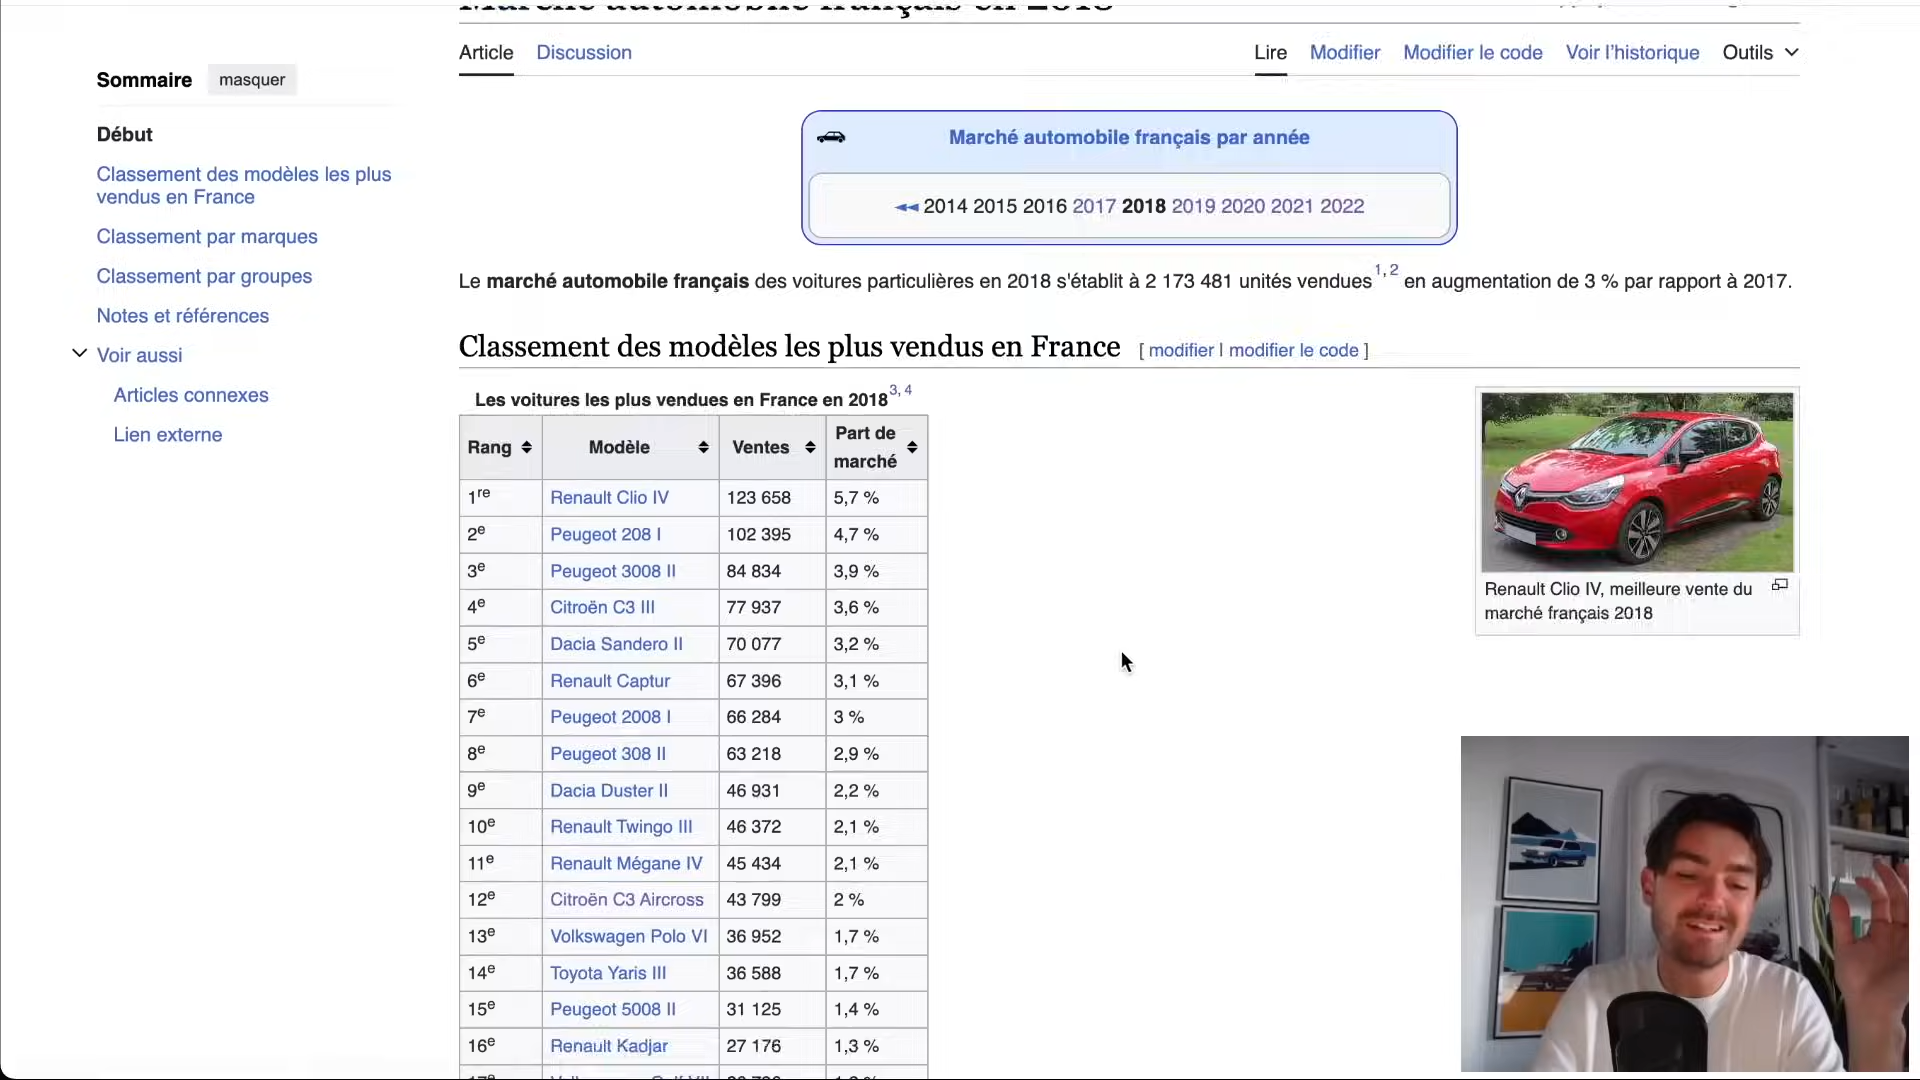 Marché automobile français en 2018
Article Discussion Lire Modifier Modifier le code Voir l'historique Outils
Sommaire masquer
Début
Classement des modèles les plus
vendus en France
Classement par marques
Classement par groupes
Notes et références
Voir aussi
Articles connexes
Lien externe
Marché automobile français par année
◄◄ 2014 2015 2016 2017 2018 2019 2020 2021 2022
Le marché automobile français des voitures particulières en 2018 s'établit à 2 173 481 unités vendues1, 2 en augmentation de 3 % par rapport à 2017.
Classement des modèles les plus vendus en France [ modifier | modifier le code ]
Les voitures les plus vendues en France en 20183, 4
Rang Modèle Ventes Part de marché
1re Renault Clio IV 123 658 5,7 %
2e Peugeot 208 I 102 395 4,7 %
3e Peugeot 3008 II 84 834 3,9 %
4e Citroën C3 III 77 937 3,6 %
5e Dacia Sandero II 70 077 3,2 %
6e Renault Captur 67 396 3,1 %
7e Peugeot 2008 I 66 284 3 %
8e Peugeot 308 II 63 218 2,9 %
9e Dacia Duster II 46 931 2,2 %
10e Renault Twingo III 46 372 2,1 %
11e Renault Mégane IV 45 434 2,1 %
12e Citroën C3 Aircross 43 799 2 %
13e Volkswagen Polo VI 36 952 1,7 %
14e Toyota Yaris III 36 588 1,7 %
15e Peugeot 5008 II 31 125 1,4 %
16e Renault Kadjar 27 176 1,3 %
Renault Clio IV, meilleure vente du
marché français 2018